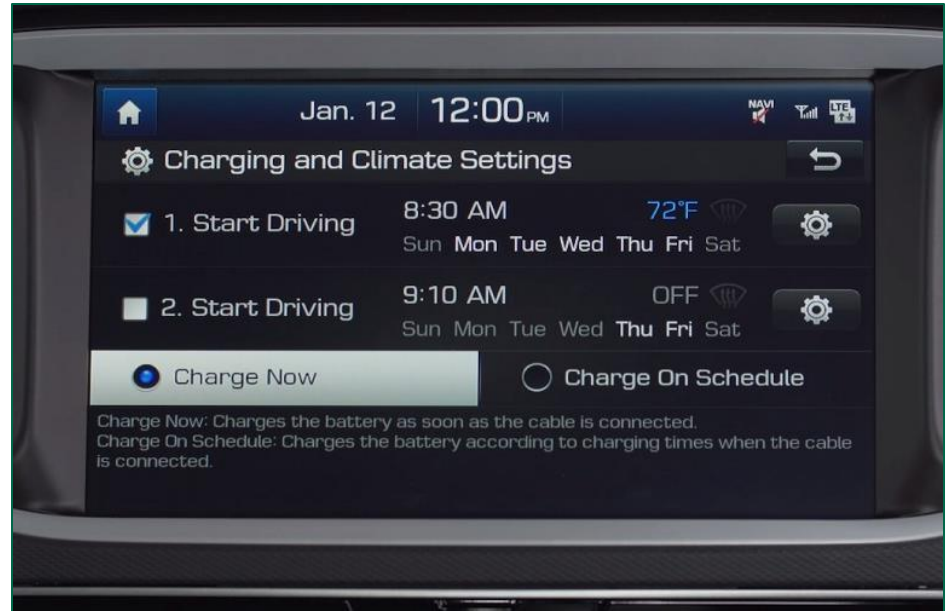 Jan. 12 12:00 PM NAVI LTE
Charging and Climate Settings
1. Start Driving 8:30 AM 72°F
Sun Mon Tue Wed Thu Fri Sat
2. Start Driving 9:10 AM OFF
Sun Mon Tue Wed Thu Fri Sat
Charge Now Charge On Schedule
Charge Now: Charges the battery as soon as the cable is connected.
Charge On Schedule: Charges the battery according to charging times when the cable
is connected.